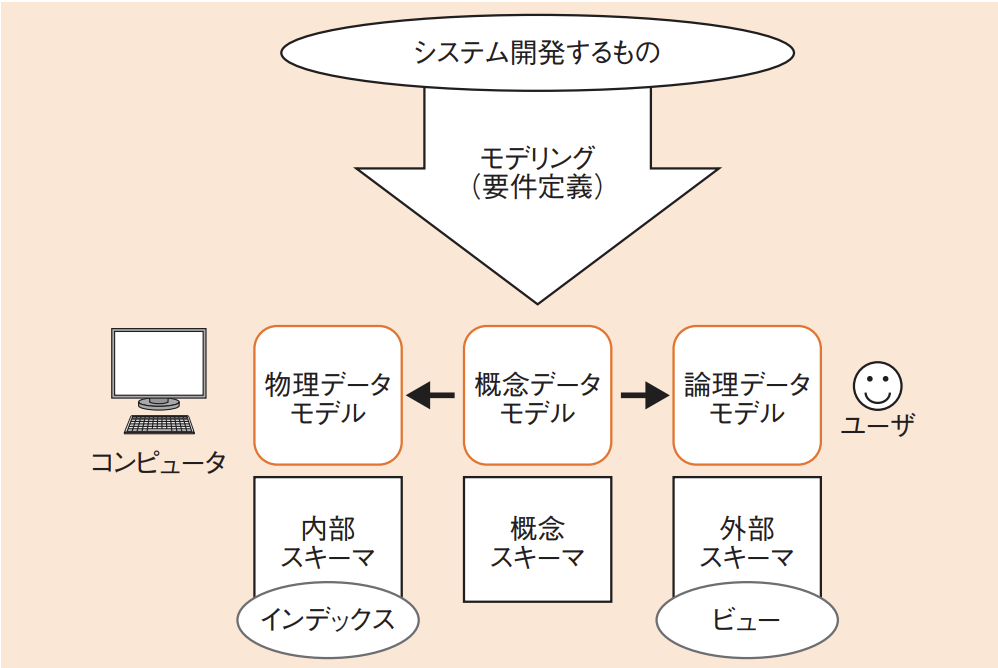 システム開発するもの
モデリング
（要件定義）
物理データ
モデル
概念データ
モデル
論理データ
モデル
コンピュータ
ユーザ
内部
スキーマ
概念
スキーマ
外部
スキーマ
インデックス
ビュー